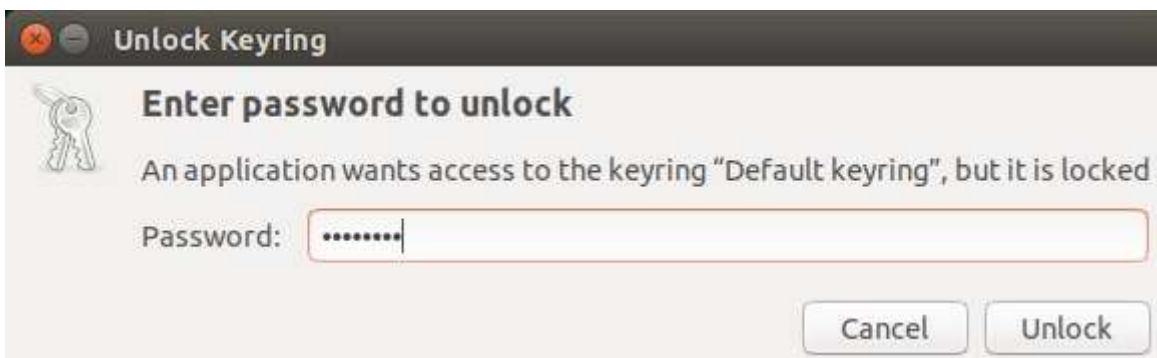 Unlock Keyring
Enter password to unlock
An application wants access to the keyring “Default keyring”, but it is locked
Password: ••••••••
Cancel Unlock